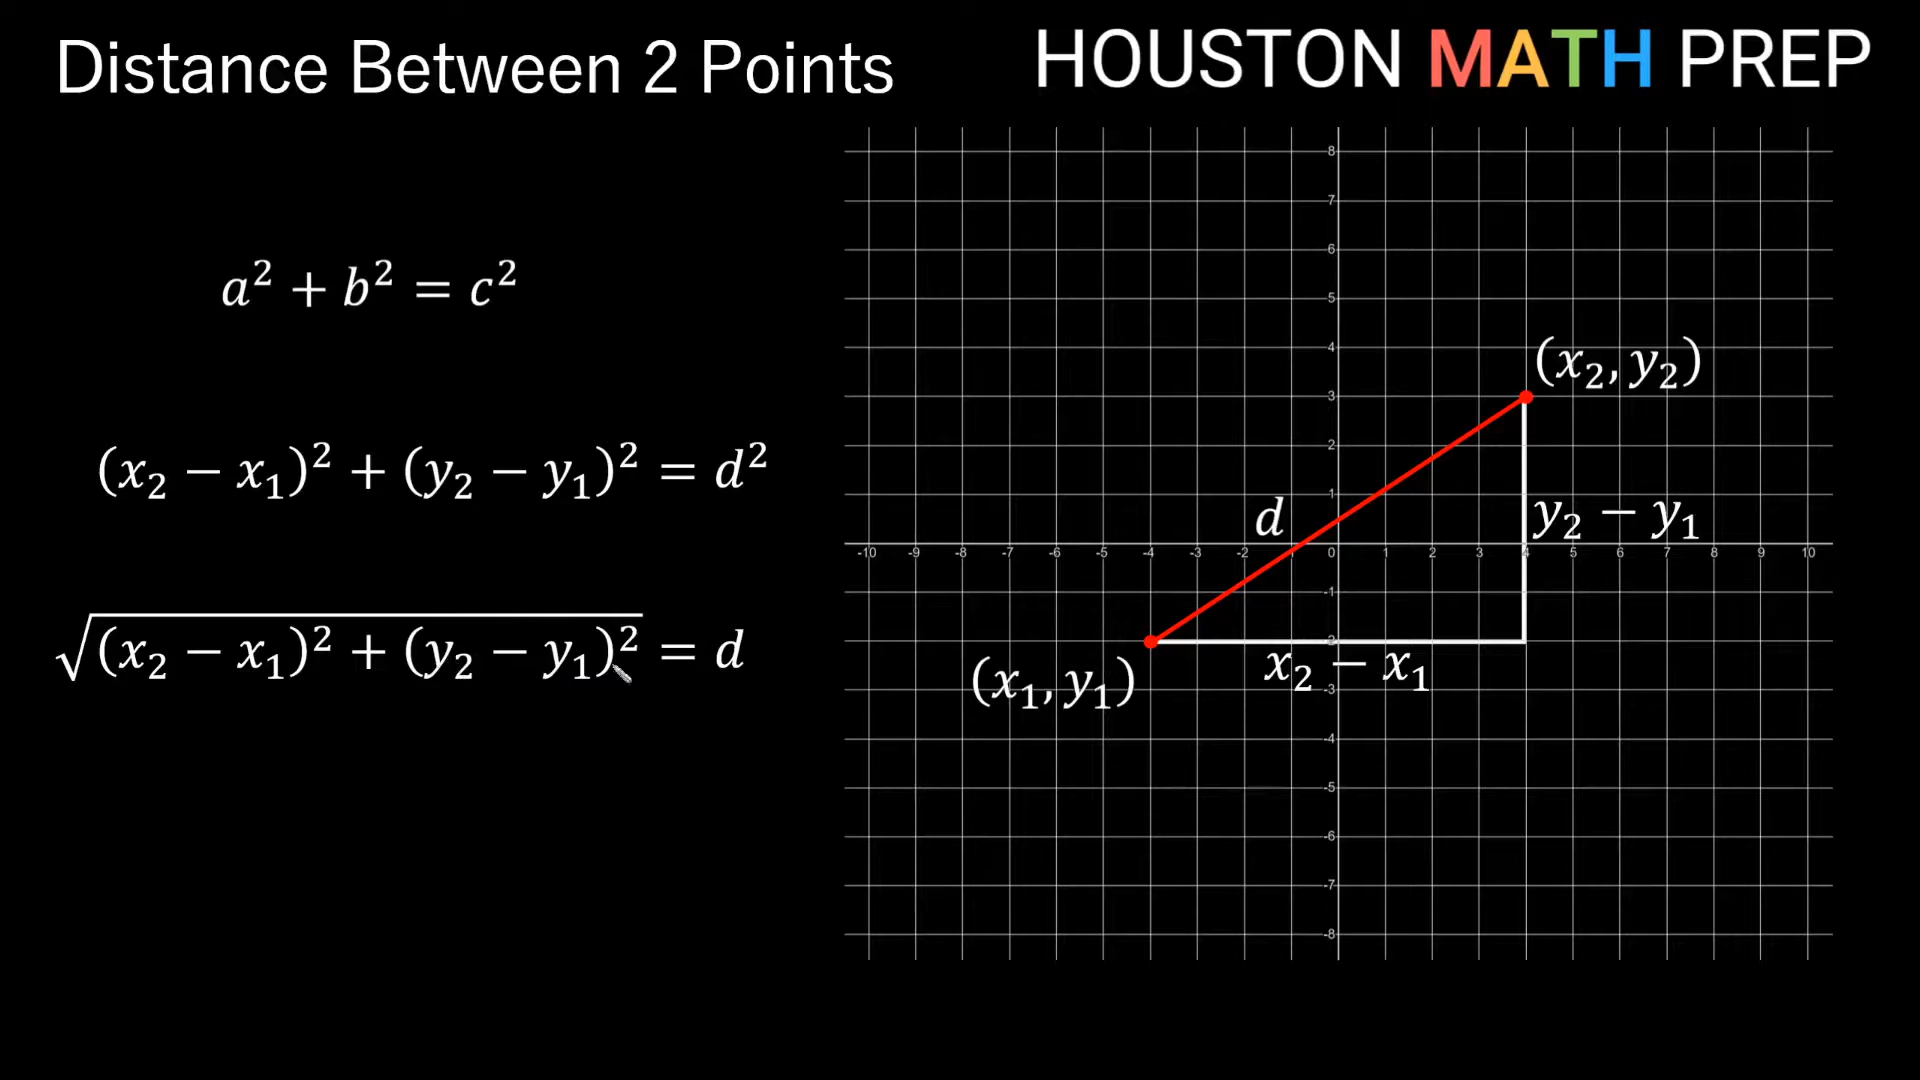 Distance Between 2 Points
HOUSTON MATH PREP
a² + b² = c²
(x₂ − x₁)² + (y₂ − y₁)² = d²
√(x₂ − x₁)² + (y₂ − y₁)² = d
8
7
6
5
4
(x₂, y₂)
3
2
1
d
y₂ − y₁
-10 -9 -8 -7 -6 -5 -4 -3 -2 0 1 2 3 4 5 6 7 8 9 10
-1
-2
(x₁, y₁)
x₂ − x₁
-3
-4
-5
-6
-7
-8